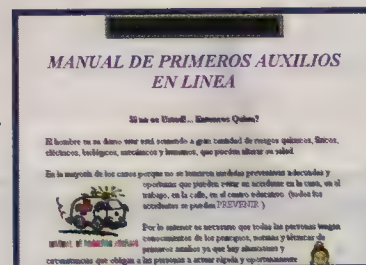 MANUAL DE PRIMEROS AUXILIOS
EN LINEA
Si no es Usted!... Entonces Quien?
El hombre en su diario vivir está sometido a gran cantidad de riesgos químicos, físicos,
eléctricos, biológicos, mecánicos y humanos, que pueden alterar su salud.
En la mayoría de los casos porque no se tomaron medidas preventivas adecuadas y
oportunas que pueden evitar un accidente en la casa, en el
trabajo, en la calle, en el centro educativo. (todos los
accidentes se pueden PREVENIR )
MANUAL DE PRIMEROS AUXILIOS
Por lo anterior es necesario que todas las personas tengan
conocimientos de los principios, normas y técnicas de
primeros auxilios ya que hay situaciones y
circunstancias que obligan a las personas a actuar rápida y oportunamente